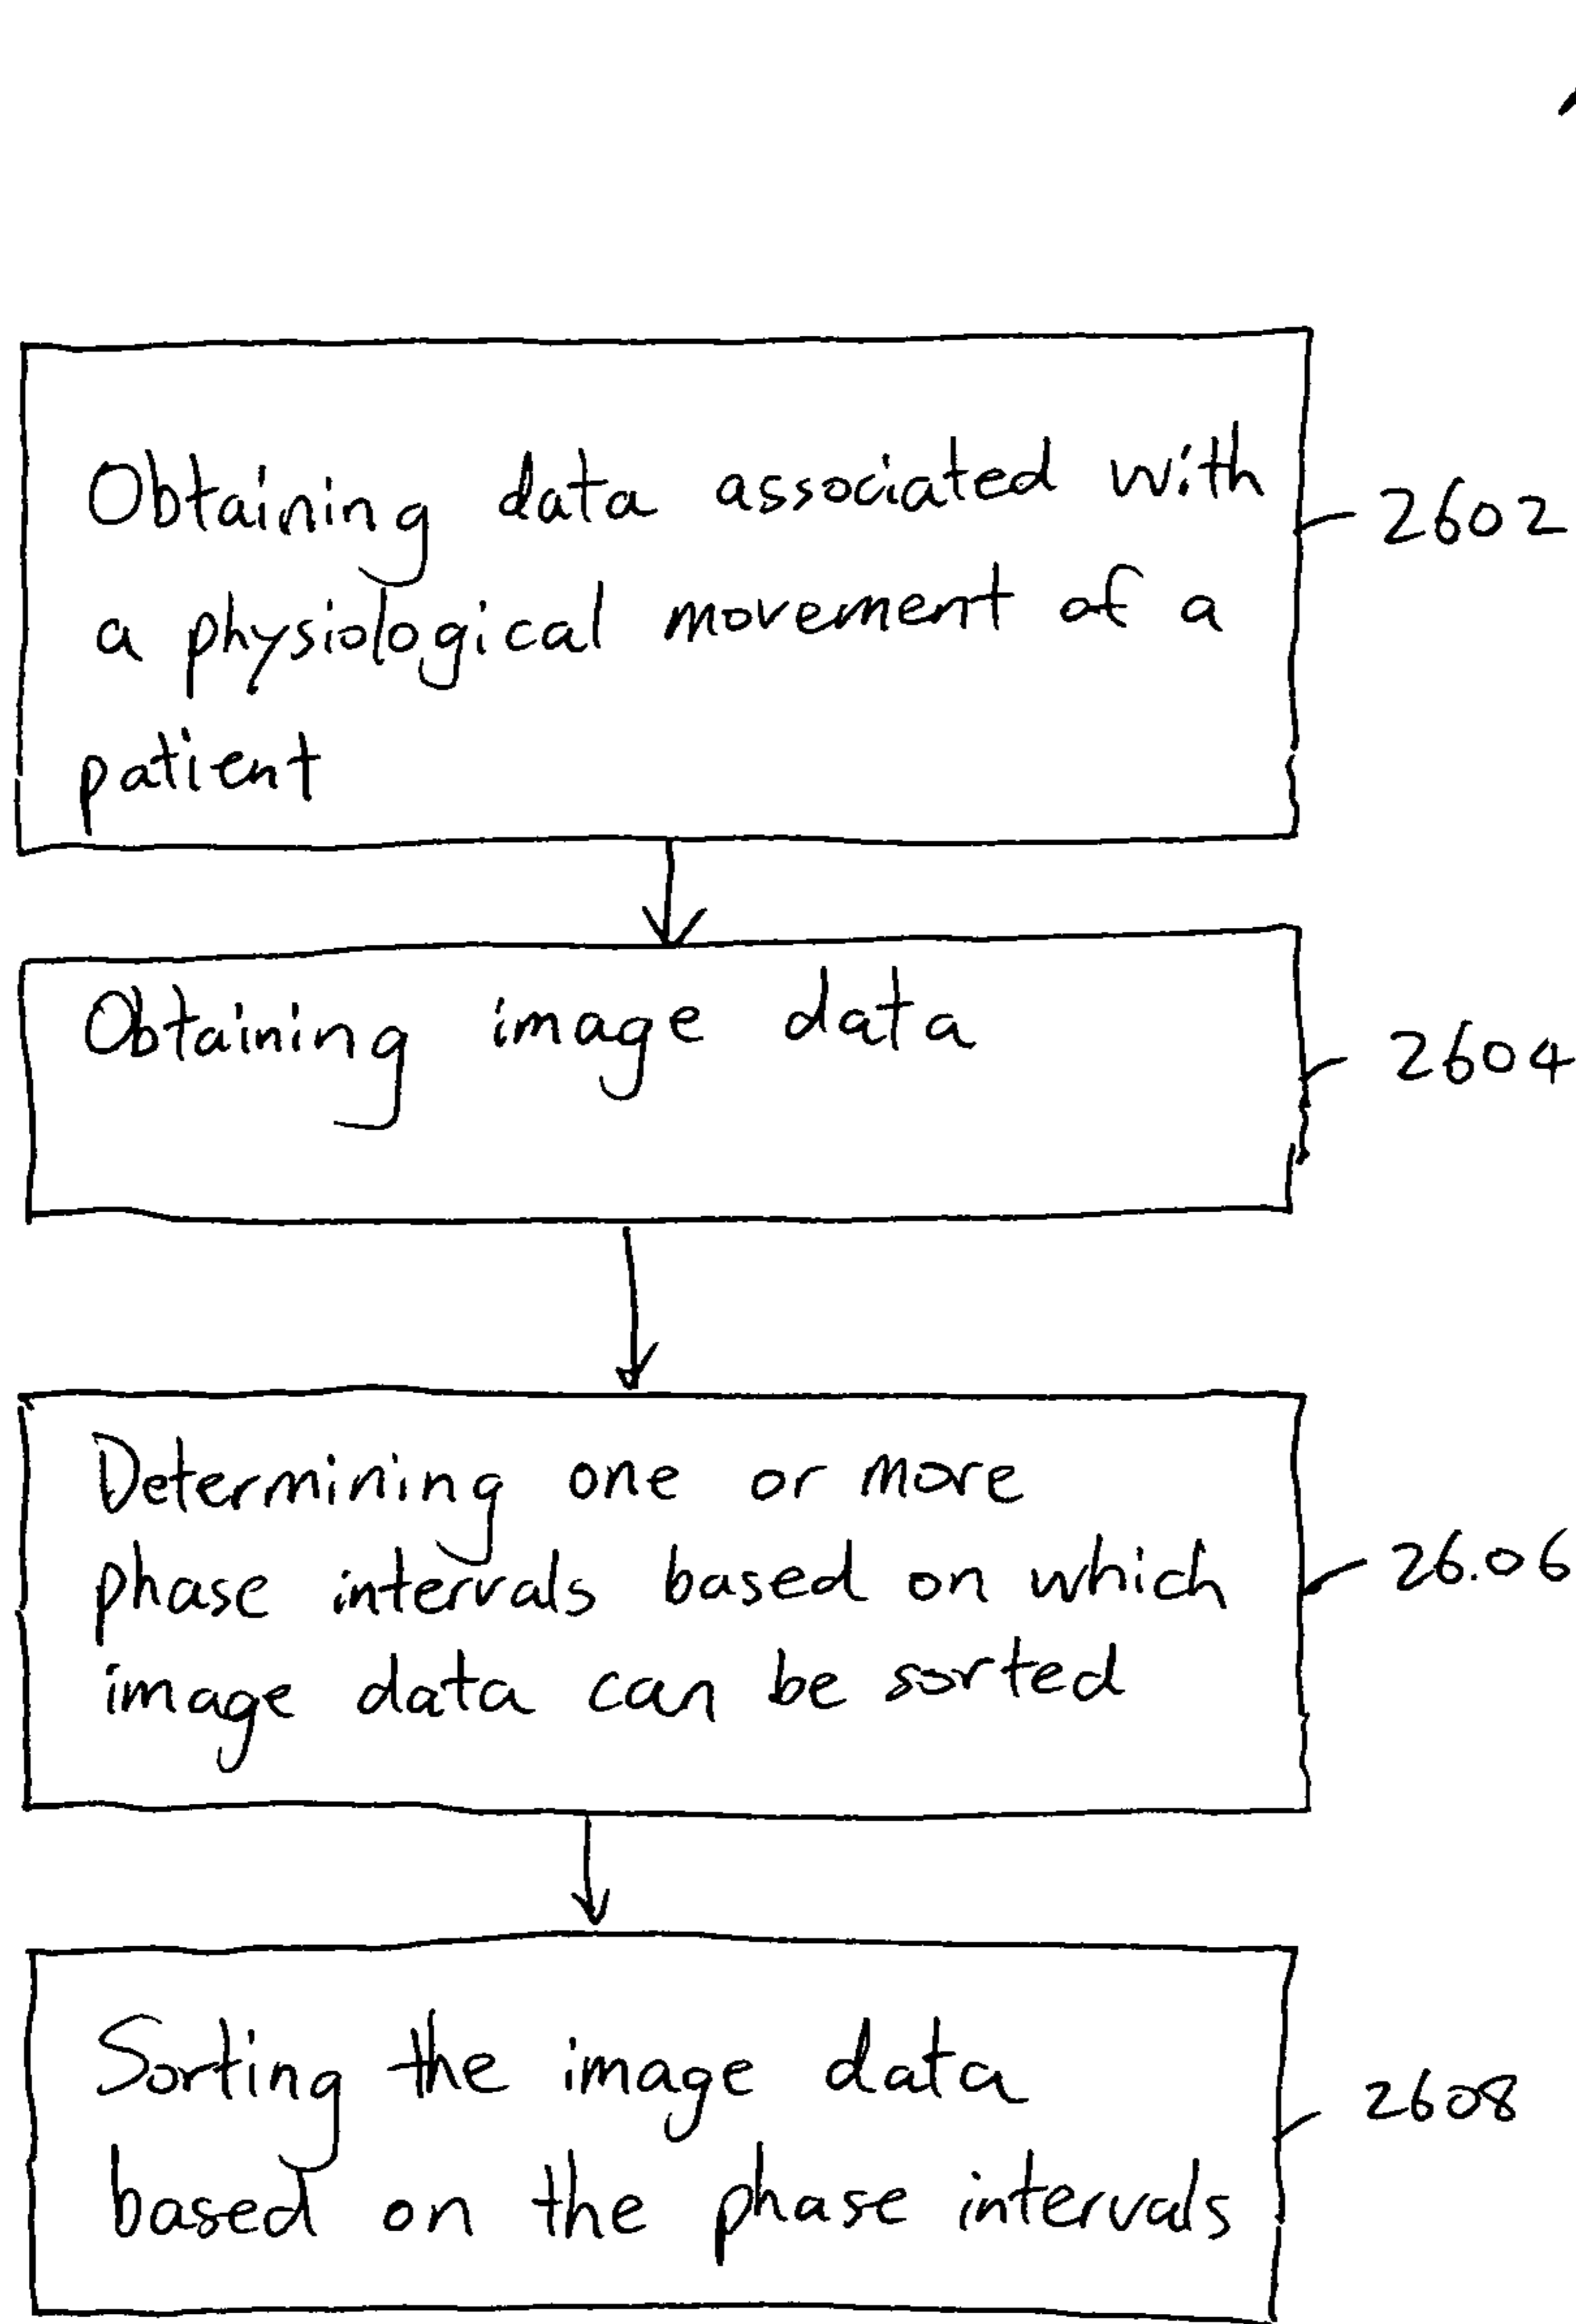 Obtaining data associated with
2602
a physiological movement of a
patient
Obtaining image data
2604
Determining one or more
phase intervals based on which
26.06
image data can be sorted
Sorting the image data
2608
based on the phase intervals